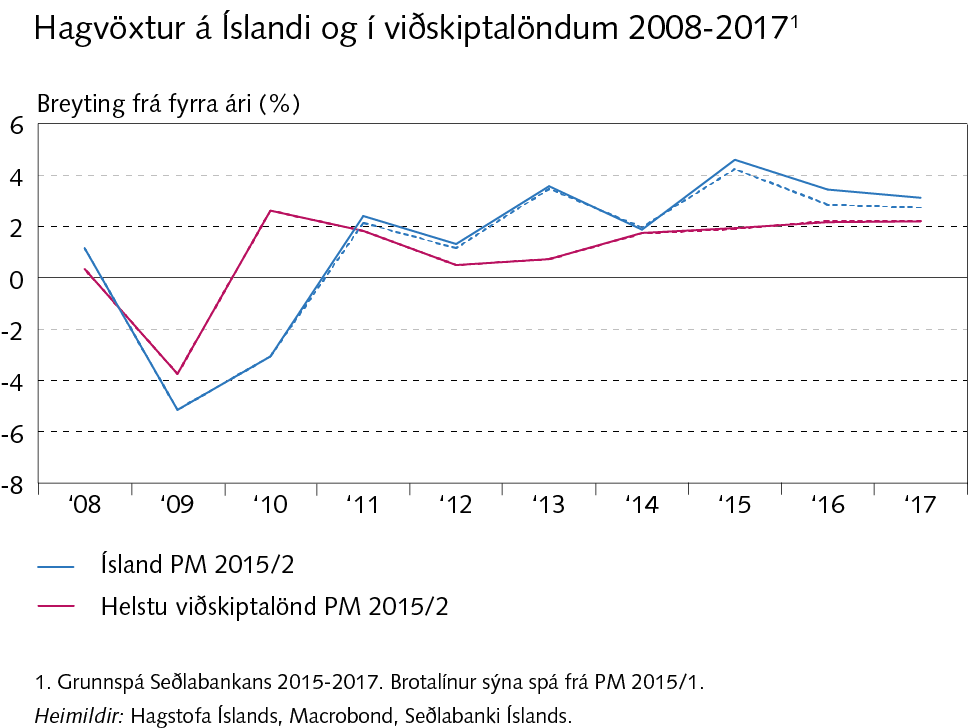 Hagvöxtur á Íslandi og í viðskiptalöndum 2008-2017¹
Breyting frá fyrra ári (%)
6
4
2
0
-2
-4
-6
-8
‘08 ‘09 ‘10 ‘11 ‘12 ‘13 ‘14 ‘15 ‘16 ‘17
Ísland PM 2015/2
Helstu viðskiptalönd PM 2015/2
1. Grunnspá Seðlabankans 2015-2017. Brotalínur sýna spá frá PM 2015/1.
Heimildir: Hagstofa Íslands, Macrobond, Seðlabanki Íslands.